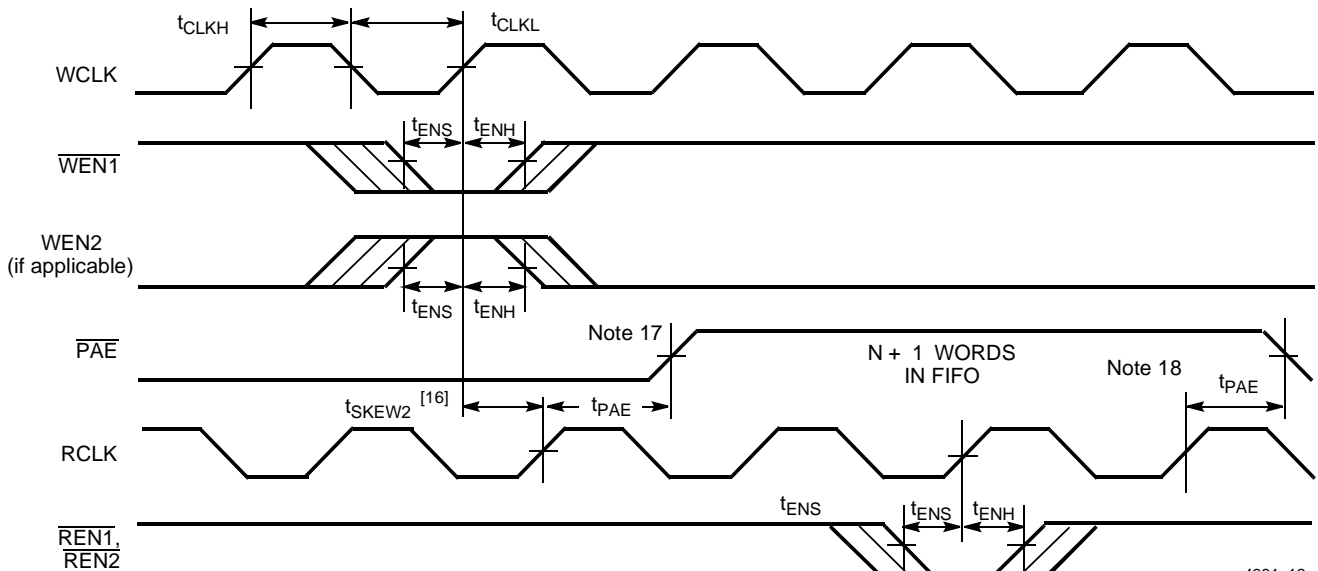 tCLKH
tCLKL
WCLK
tENS tENH
WEN1
WEN2
(if applicable)
tENS tENH
Note 17
PAE
N + 1 WORDS
IN FIFO
Note 18
tPAE
tSKEW2 [16]
tPAE
RCLK
tENS tENS tENH
REN1,
REN2